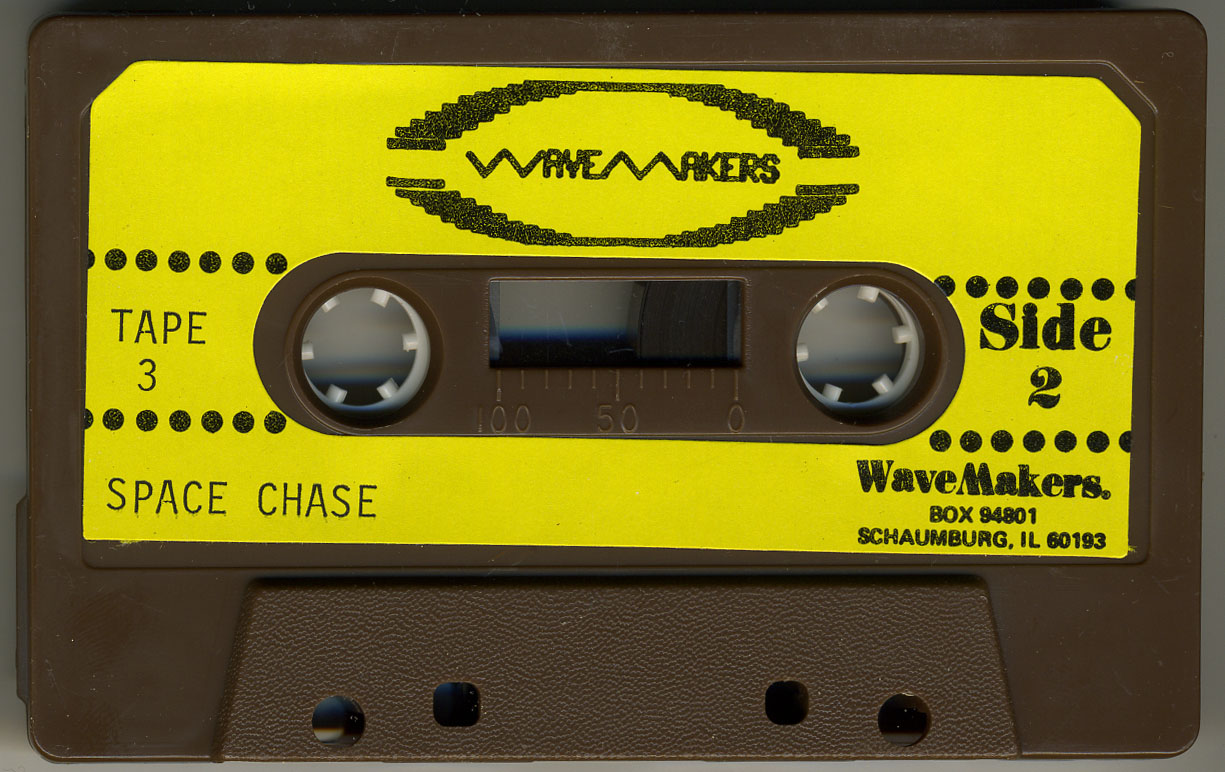 WAVEMAKERS
TAPE
3
Side
2
100 50 0
SPACE CHASE
WaveMakers.
BOX 94801
SCHAUMBURG, IL 60193